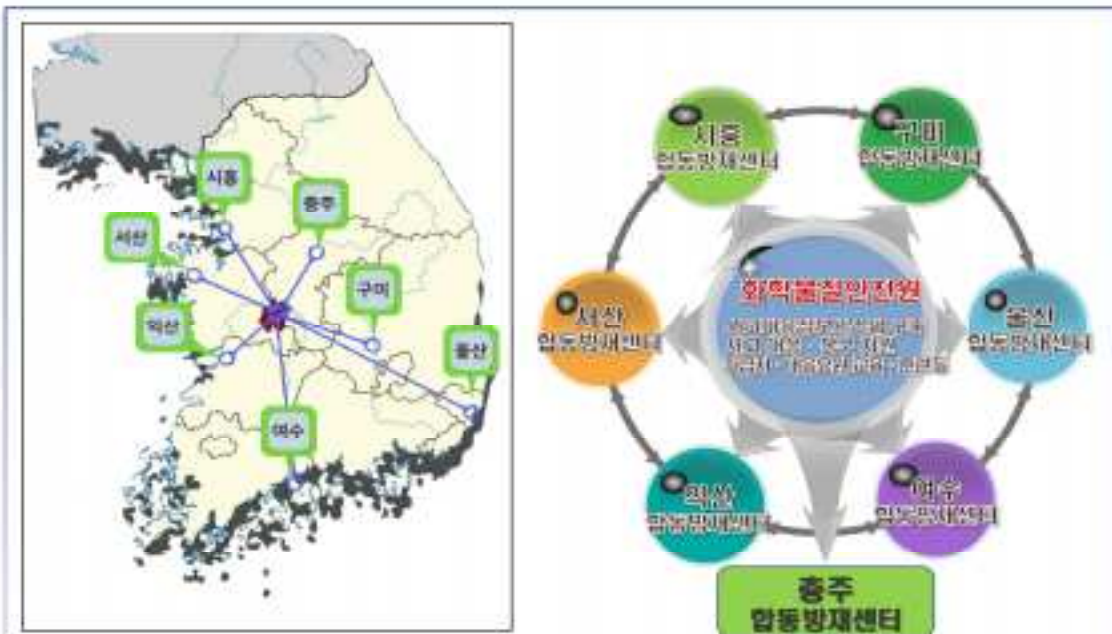 시흥
충주
서산
구미
익산
울산
여수
시흥
합동방재센터
구미
합동방재센터
화학물질안전원
서산
합동방재센터
울산
합동방재센터
익산
합동방재센터
여수
합동방재센터
충주
합동방재센터